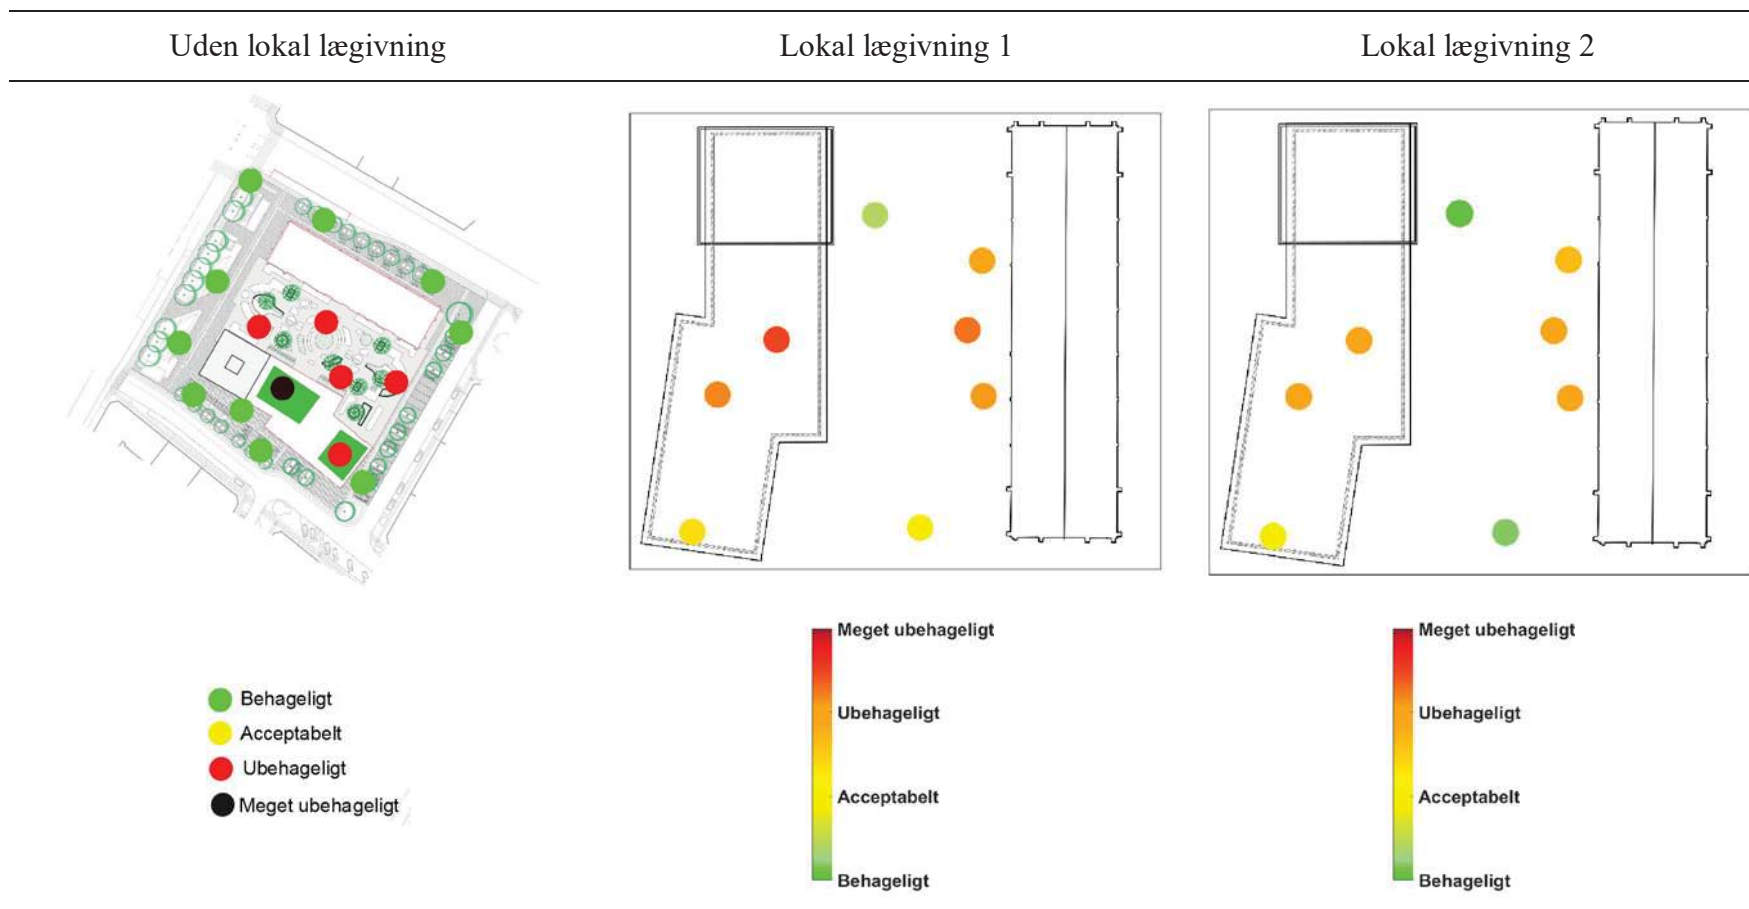 Uden lokal lægivning
Lokal lægivning 1
Lokal lægivning 2
Behageligt
Acceptabelt
Ubehageligt
Meget ubehageligt
Meget ubehageligt
Ubehageligt
Acceptabelt
Behageligt
Meget ubehageligt
Ubehageligt
Acceptabelt
Behageligt